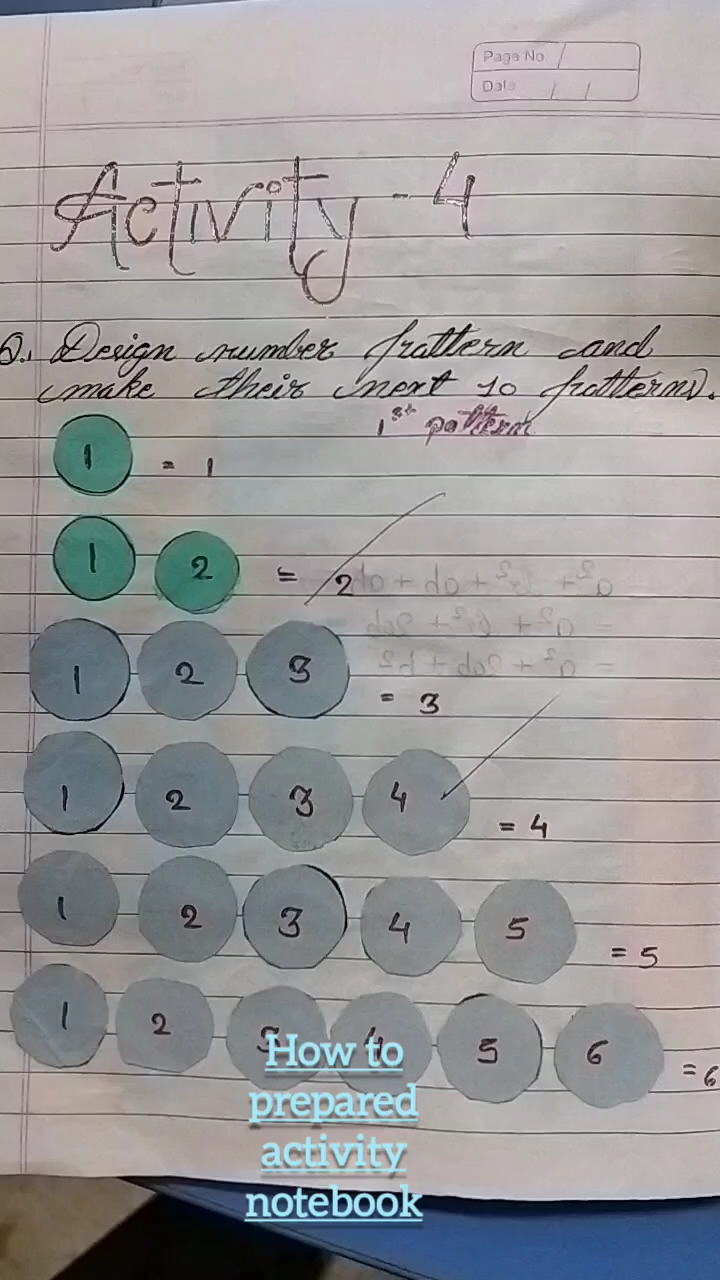 Page No /
Date / /
Activity - 4
Q. Design number pattern and
make their next 10 patterns.
1st pattern
1 = 1
1 2 = 2
1 2 3 = 3
1 2 3 4 = 4
1 2 3 4 5 = 5
1 2 3 4 5 6 = 6
How to
prepared
activity
notebook